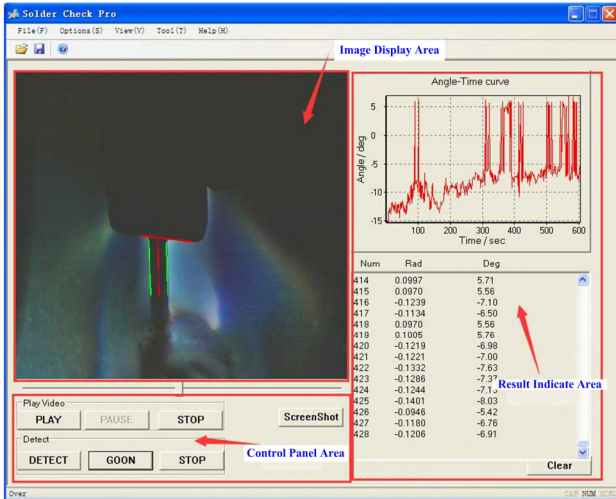 Solder Check Pro
File(F) Options(S) View(V) Tool(T) Help(H)
Image Display Area
Angle-Time curve
Angle / deg
5
0
-5
-10
-15
0 100 200 300 400 500 600
Time / sec
Num Rad Deg
414 0.0997 5.71
415 0.0970 5.56
416 -0.1239 -7.10
417 -0.1134 -6.50
418 0.0970 5.56
419 0.1005 5.76
420 -0.1219 -6.98
421 -0.1221 -7.00
422 -0.1332 -7.63
423 -0.1286 -7.37
424 -0.1244 -7.13
425 -0.1401 -8.03
426 -0.0946 -5.42
427 -0.1180 -6.76
428 -0.1206 -6.91
Result Indicate Area
Clear
Play Video
PLAY PAUSE STOP
ScreenShot
Detect
DETECT GOON STOP
Control Panel Area
Over
CAP NUM SCRL